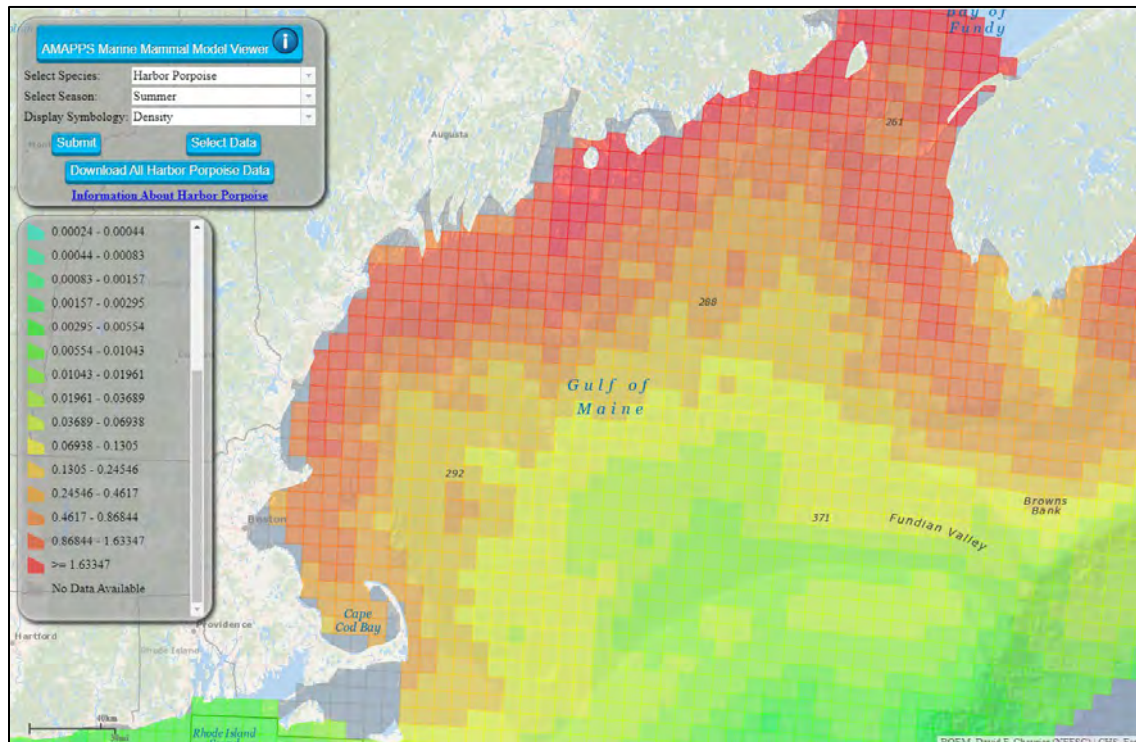 Bay of
Fundy
AMAPPS Marine Mammal Model Viewer i
Select Species: Harbor Porpoise
Select Season: Summer
Display Symbology: Density
Submit Select Data
Download All Harbor Porpoise Data
Information About Harbor Porpoise
Augusta
261
0.00024 - 0.00044
0.00044 - 0.00083
0.00083 - 0.00157
0.00157 - 0.00295
0.00295 - 0.00554
0.00554 - 0.01043
0.01043 - 0.01961
0.01961 - 0.03689
0.03689 - 0.06938
0.06938 - 0.1305
0.1305 - 0.24546
0.24546 - 0.4617
0.4617 - 0.86844
0.86844 - 1.63347
>= 1.63347
No Data Available
288
Gulf of
Maine
292
Boston
371
Fundian Valley
Browns
Bank
Cape
Cod Bay
Hartford
Providence
Rhode Island
40km
Rhode Island